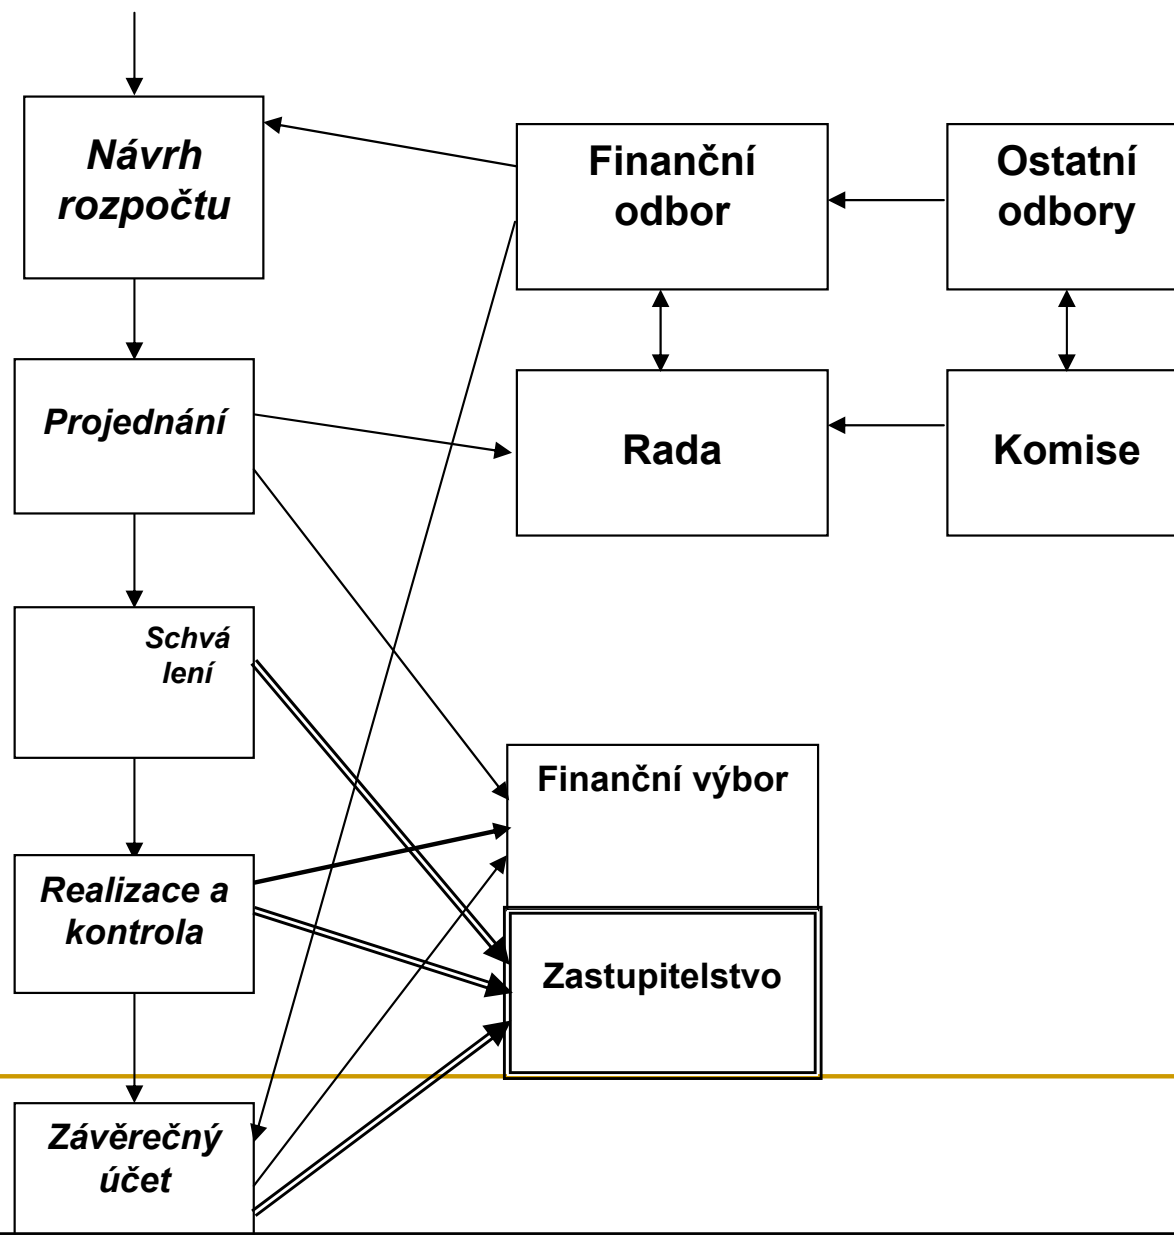 Návrh
rozpočtu
Finanční
odbor
Ostatní
odbory
Projednání
Rada
Komise
Schvá
lení
Finanční výbor
Realizace a
kontrola
Zastupitelstvo
Závěrečný
účet